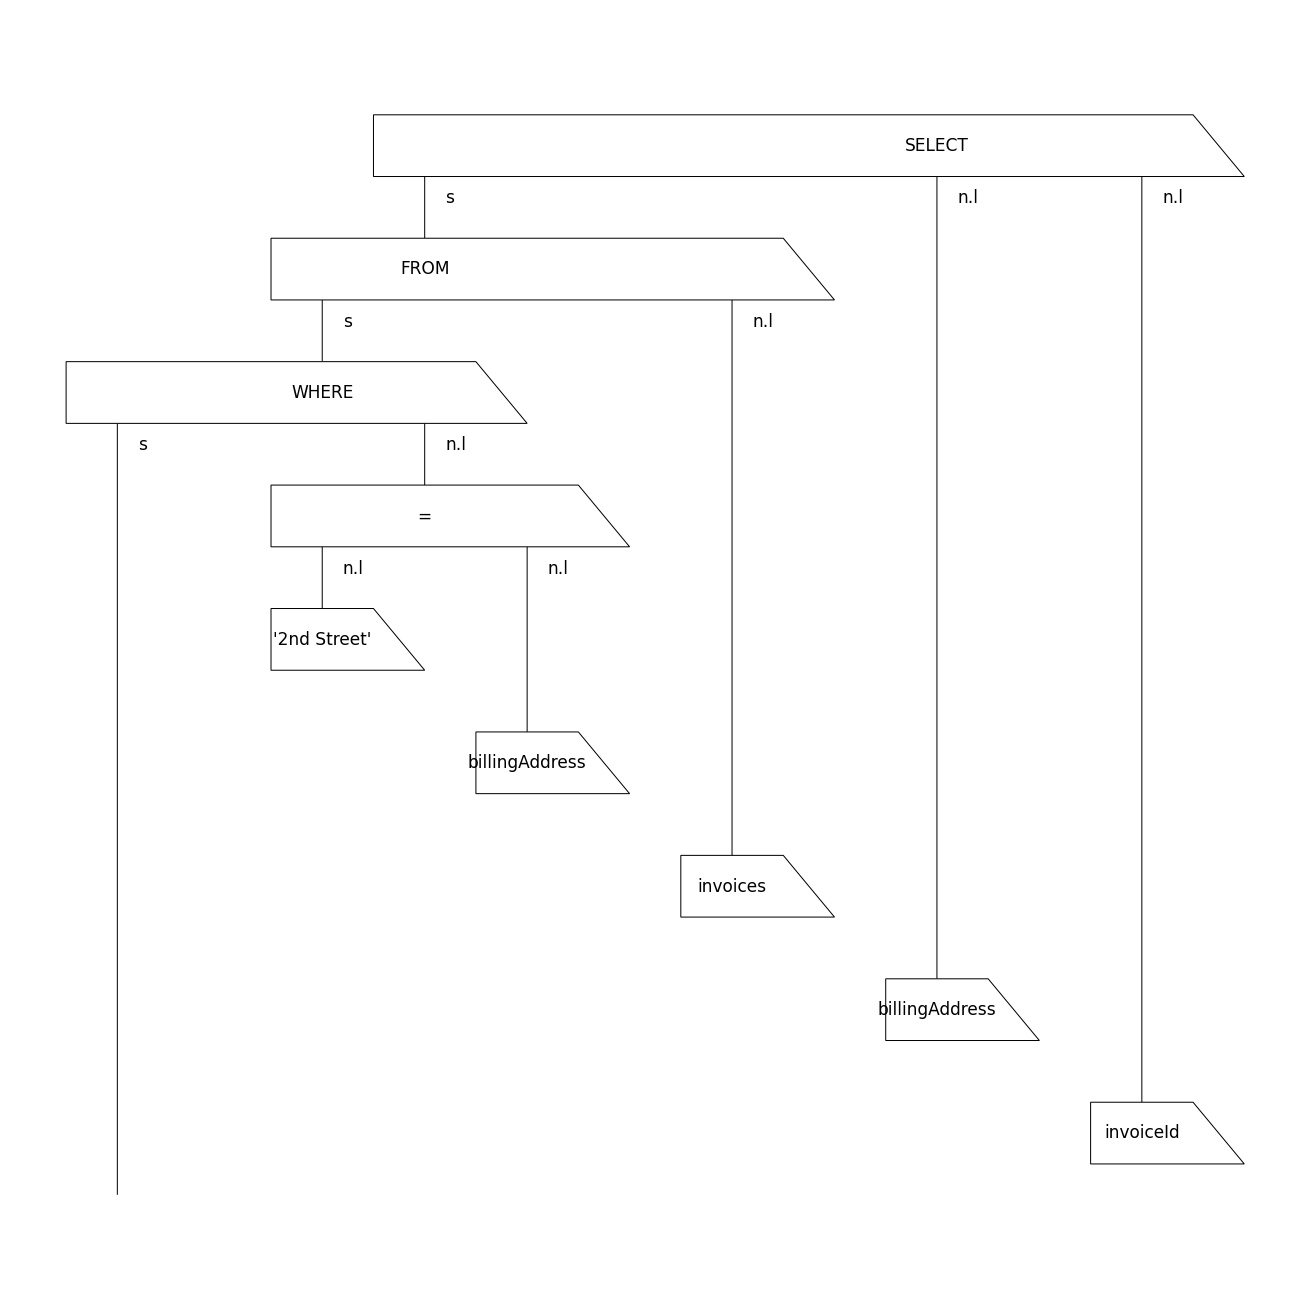 SELECT
s
n.l
n.l
FROM
s
n.l
WHERE
s
n.l
=
n.l
n.l
'2nd Street'
billingAddress
invoices
billingAddress
invoiceId